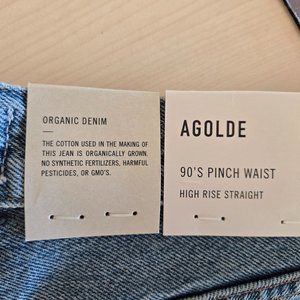 ORGANIC DENIM
THE COTTON USED IN THE MAKING OF
THIS JEAN IS ORGANICALLY GROWN.
NO SYNTHETIC FERTILIZERS, HARMFUL
PESTICIDES, OR GMO'S.
AGOLDE
90'S PINCH WAIST
HIGH RISE STRAIGHT